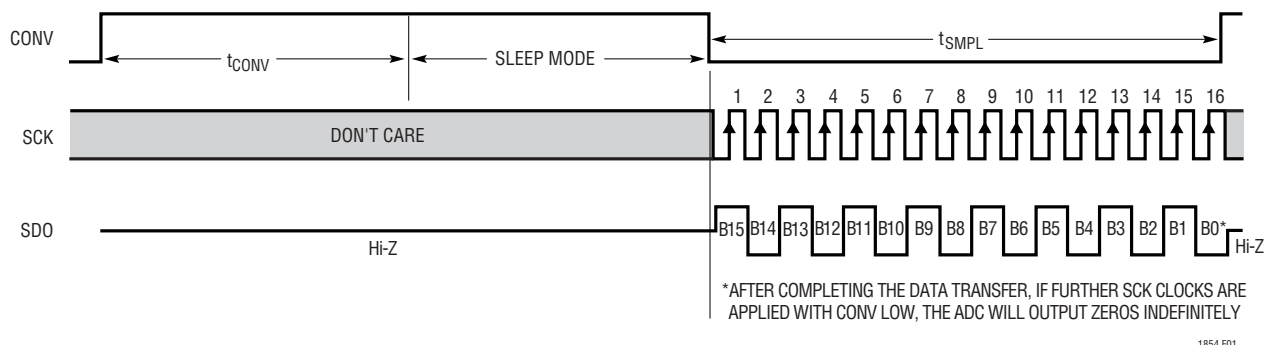 CONV
tCONV
SLEEP MODE
tSMPL
1 2 3 4 5 6 7 8 9 10 11 12 13 14 15 16
SCK
DON'T CARE
SDO
B15 B14 B13 B12 B11 B10 B9 B8 B7 B6 B5 B4 B3 B2 B1 B0*
Hi-Z
Hi-Z
*AFTER COMPLETING THE DATA TRANSFER, IF FURTHER SCK CLOCKS ARE
APPLIED WITH CONV LOW, THE ADC WILL OUTPUT ZEROS INDEFINITELY
1854 F01